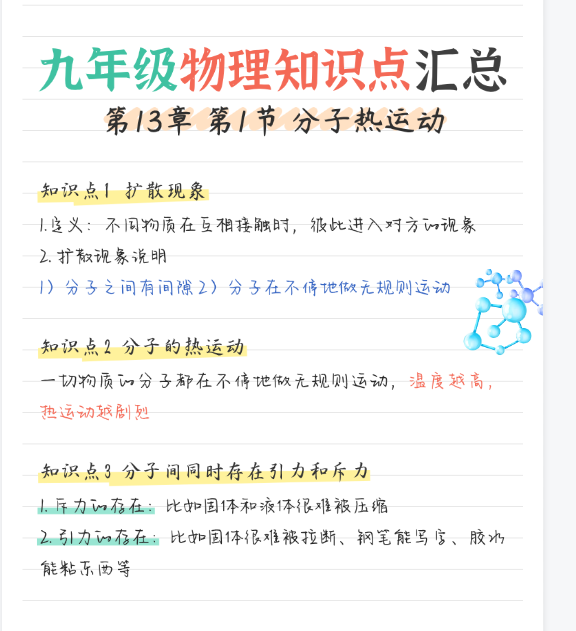 九年级物理知识点汇总
第13章 第1节 分子热运动
知识点1 扩散现象
1.定义：不同物质在互相接触时，彼此进入对方的现象
2.扩散现象说明
1）分子之间有间隙2）分子在不停地做无规则运动
知识点2 分子的热运动
一切物质的分子都在不停地做无规则运动，温度越高，
热运动越剧烈
知识点3 分子间同时存在引力和斥力
1.斥力的存在：比如固体和液体很难被压缩
2.引力的存在：比如固体很难被拉断、钢笔能写字、胶水
能粘东西等